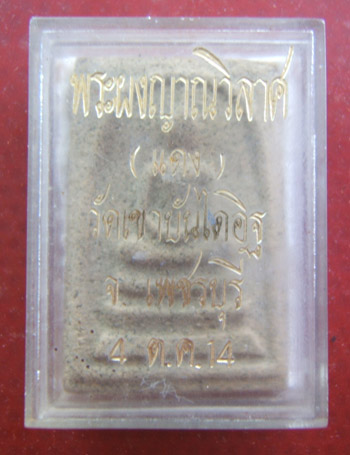 พระผงญาณวิลาศ
( แดง )
วัดเขาบันไดอิฐ
จ. เพชรบุรี
4 ต.ค.14